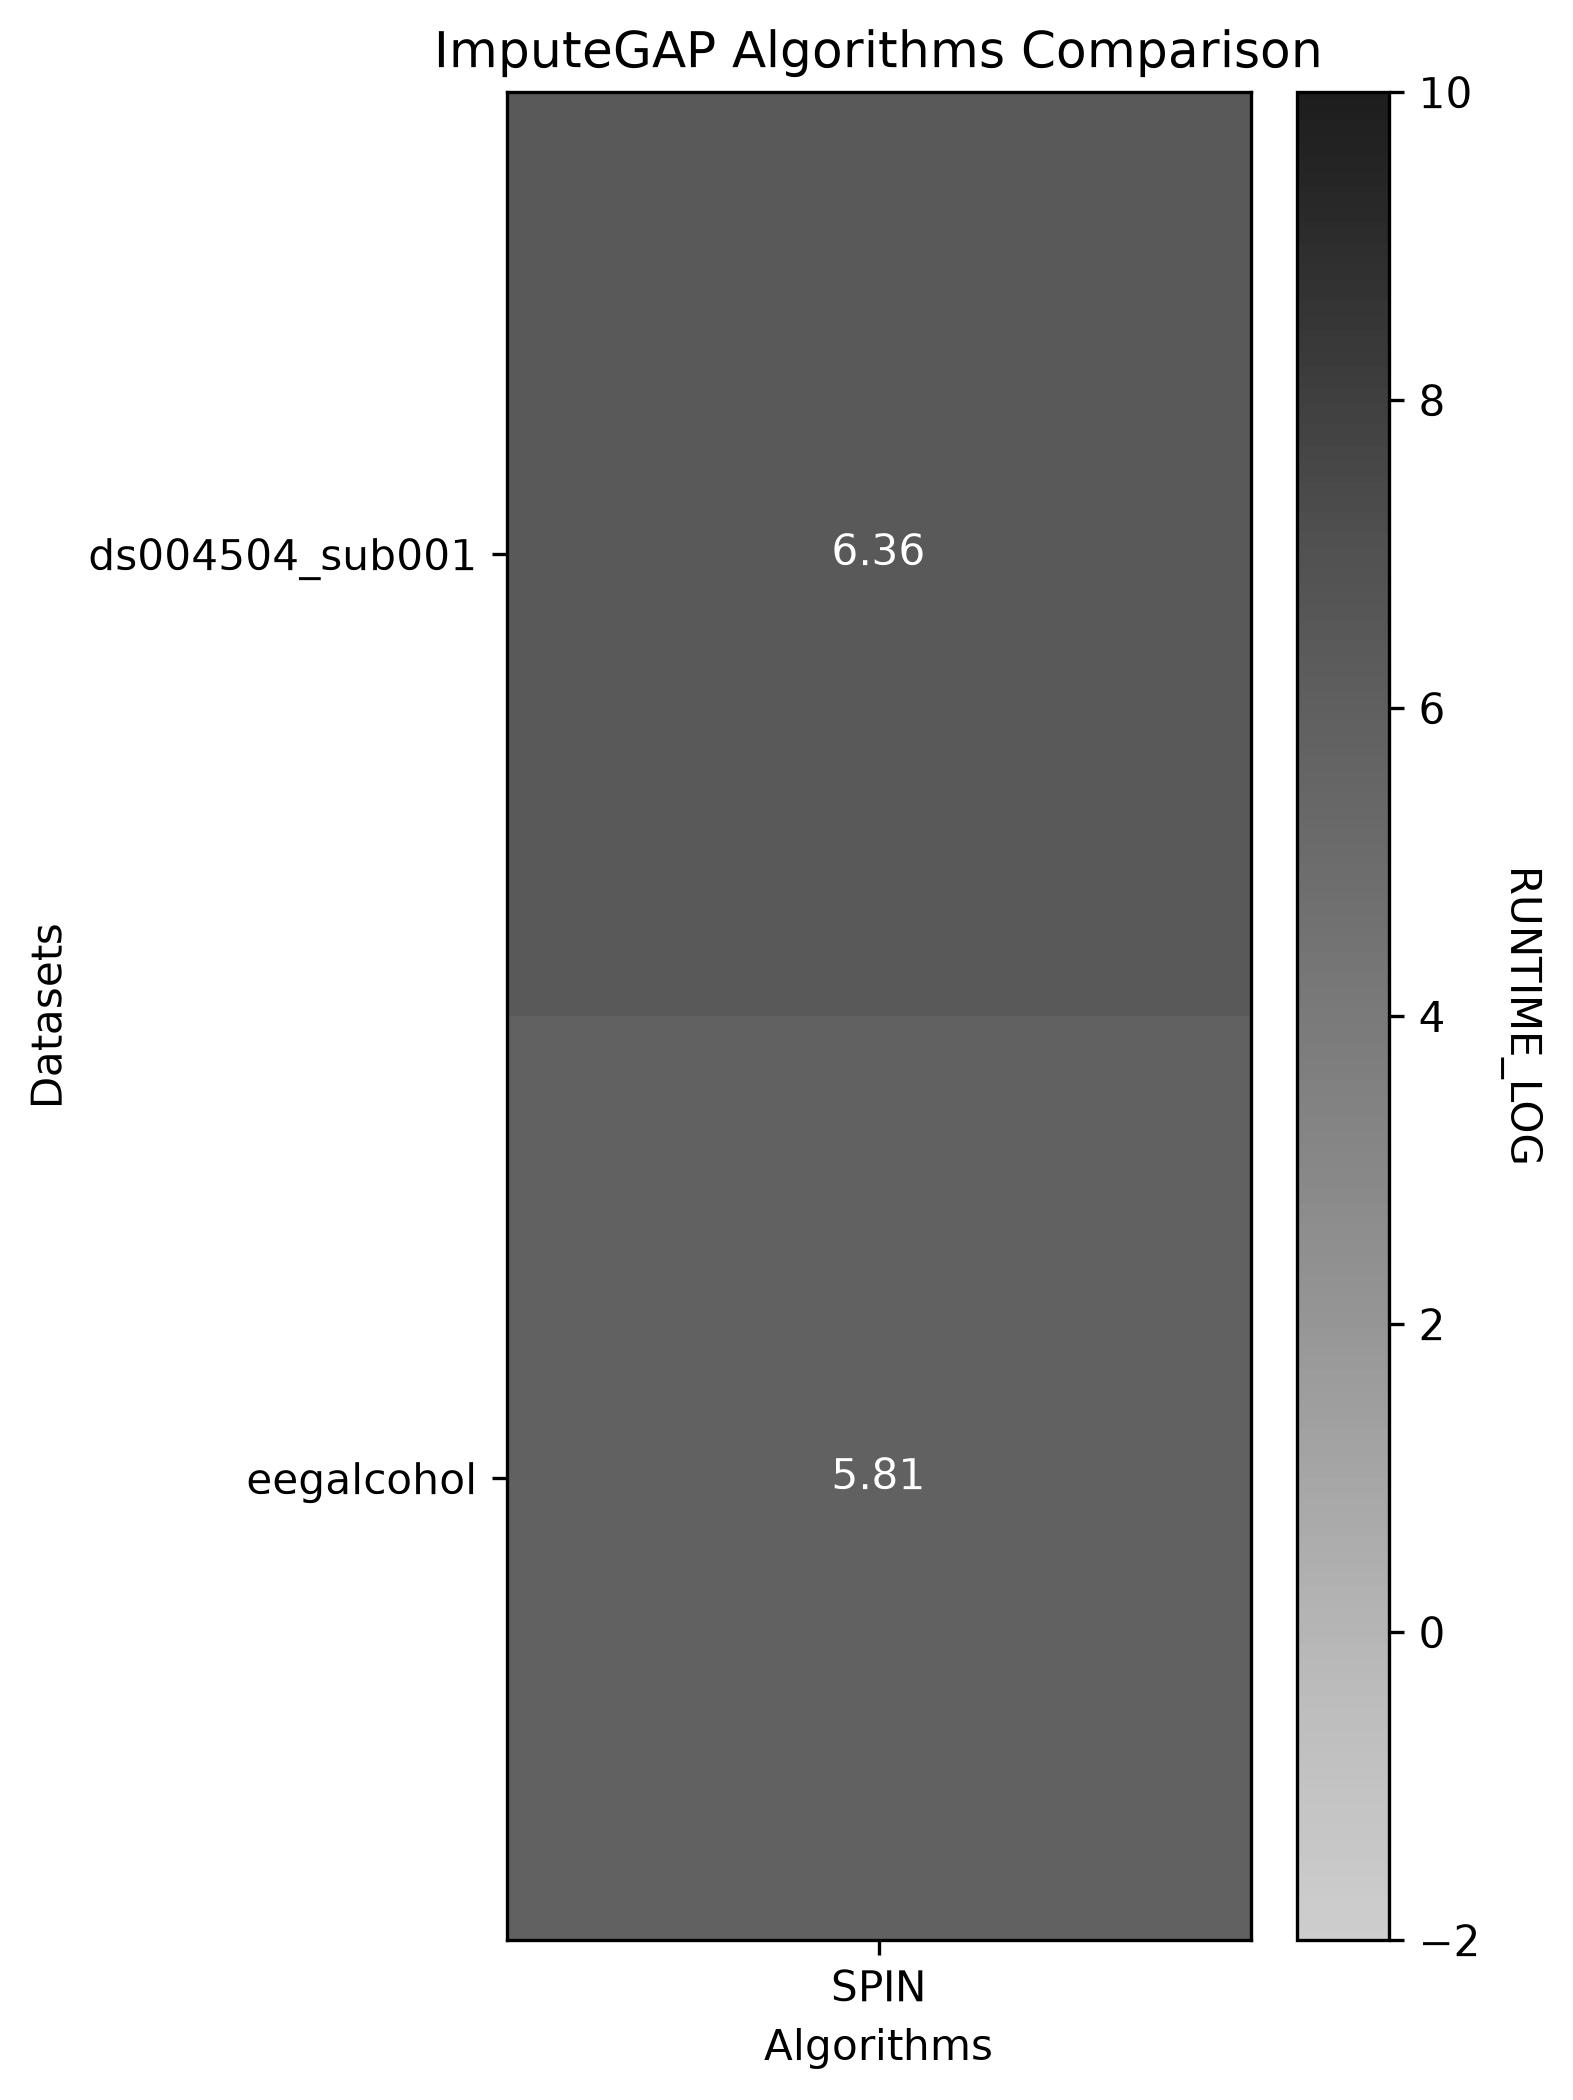 ImputeGAP Algorithms Comparison
10
8
6
4
2
0
−2
RUNTIME_LOG
Datasets
ds004504_sub001
6.36
eegalcohol
5.81
SPIN
Algorithms